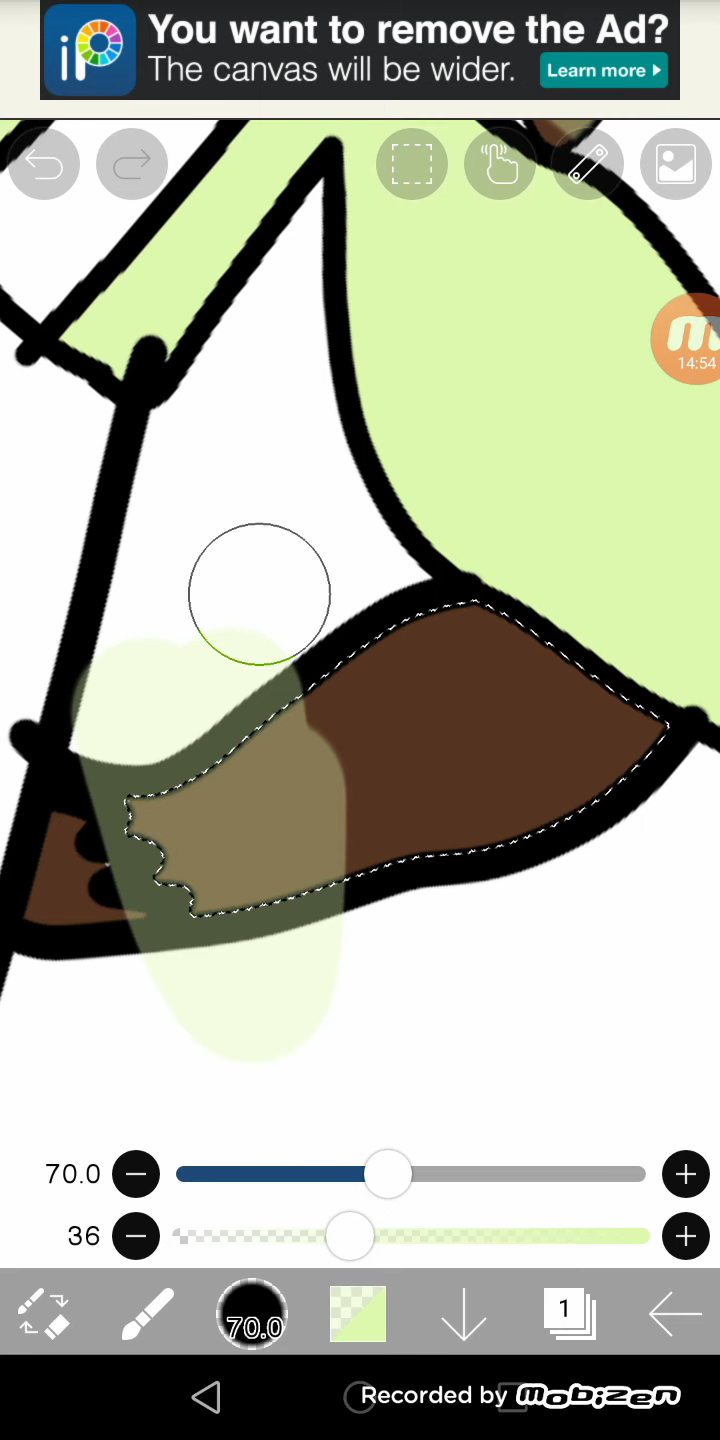 iP
You want to remove the Ad?
The canvas will be wider.
Learn more
14:54
70.0
36
70.0
1
Recorded by mobizen